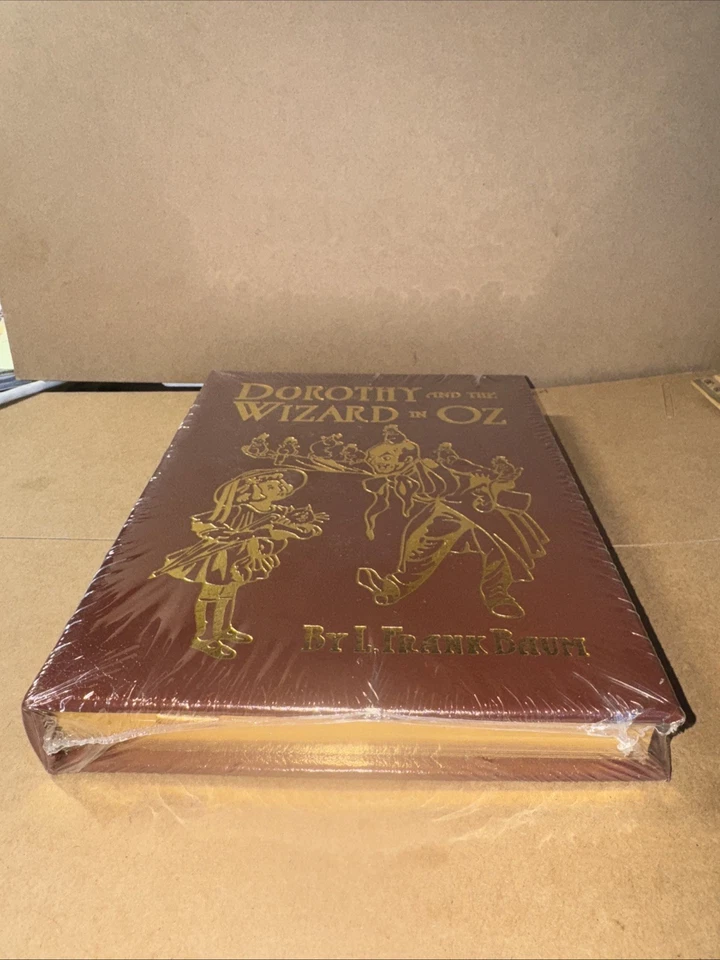 DOROTHY AND THE
WIZARD IN OZ
By L. Frank Baum